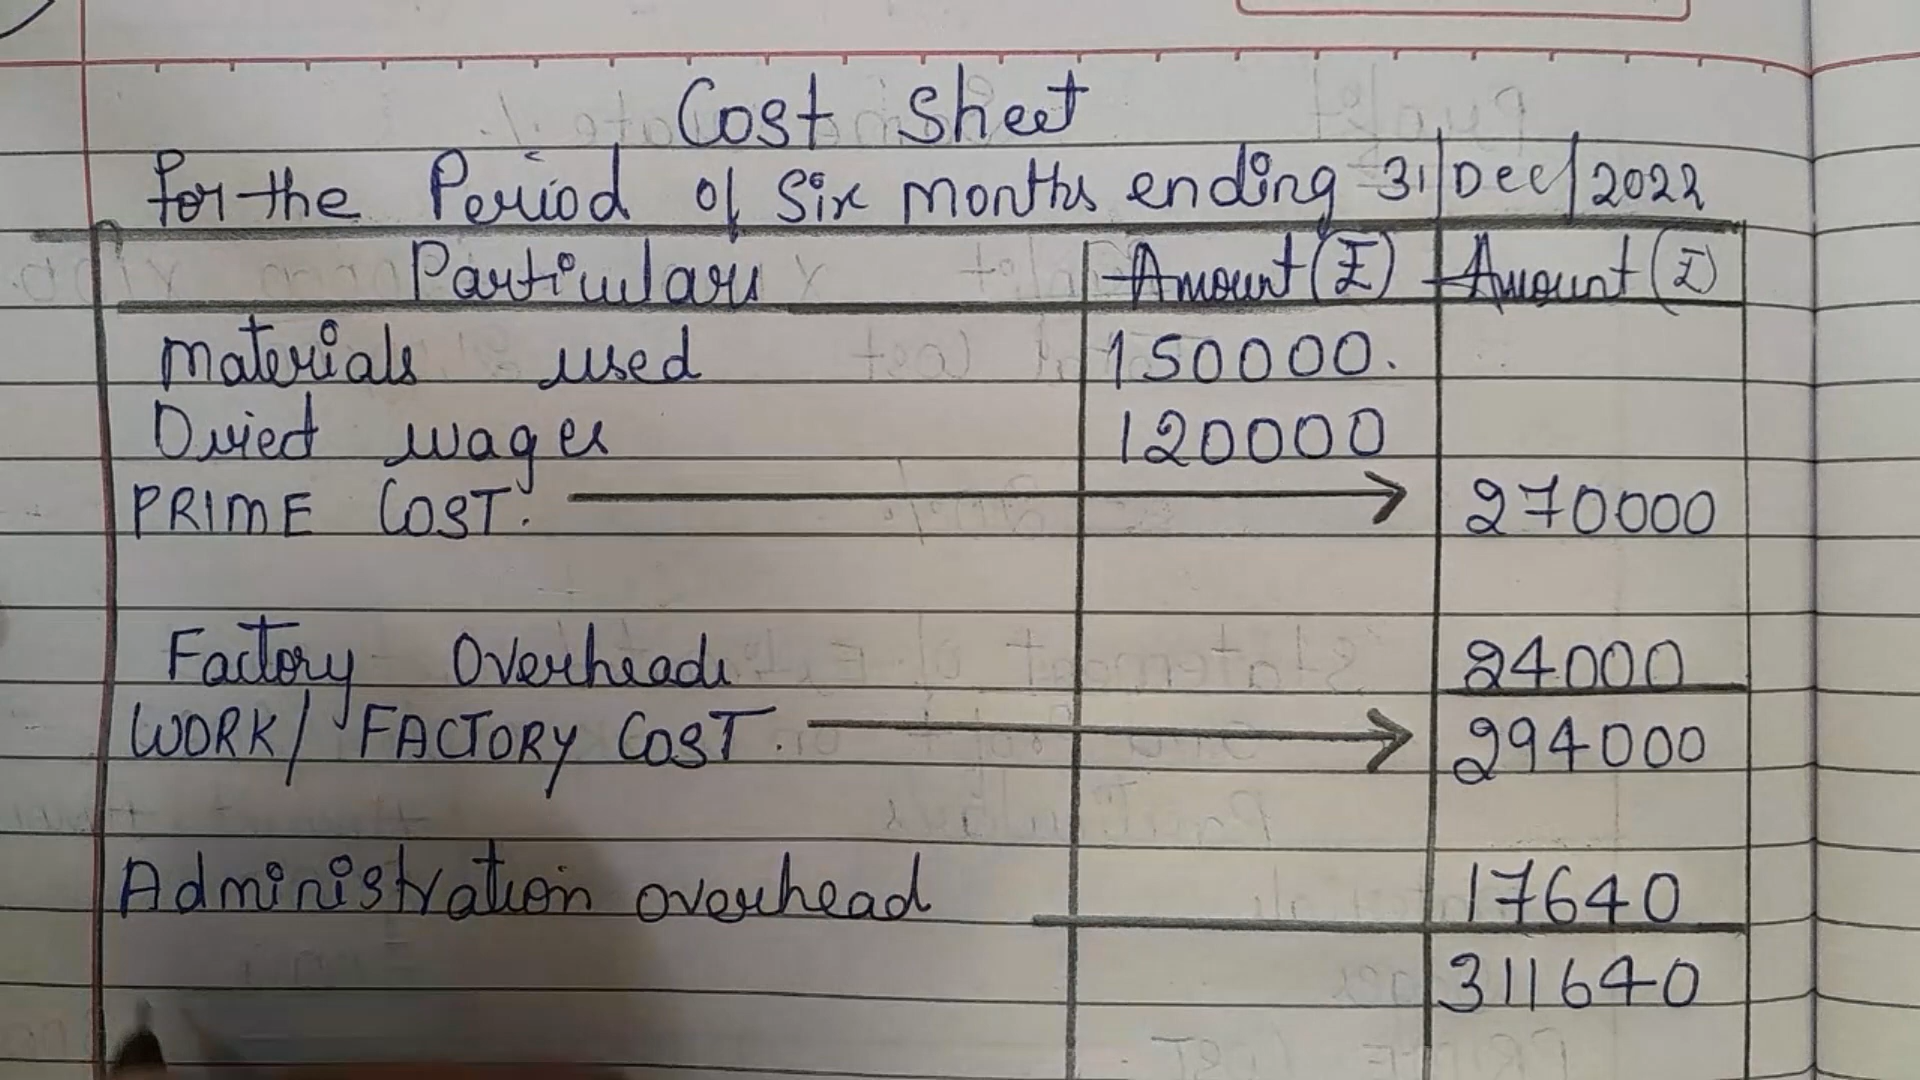 Cost Sheet
for the Period of Six months ending 31/Dec/2022
Particulars Amount (₹) Amount (₹)
Materials used 150000.
Direct wages 120000
PRIME COST. → 270000
Factory Overheads 24000
WORK/ FACTORY COST. → 294000
Administration overhead 17640
311640